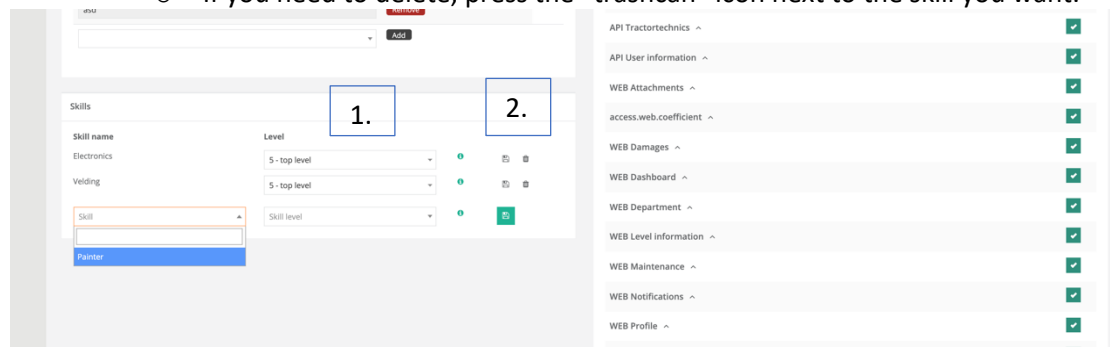 If you need to delete, press the "trashcan" icon next to the skill you want.
asd Remove
Add
Skills
1.
2.
Skill name Level
Electronics 5 - top level
Velding 5 - top level
Skill Skill level
Painter
API Tractortechnics
API User information
WEB Attachments
access.web.coefficient
WEB Damages
WEB Dashboard
WEB Department
WEB Level information
WEB Maintenance
WEB Notifications
WEB Profile